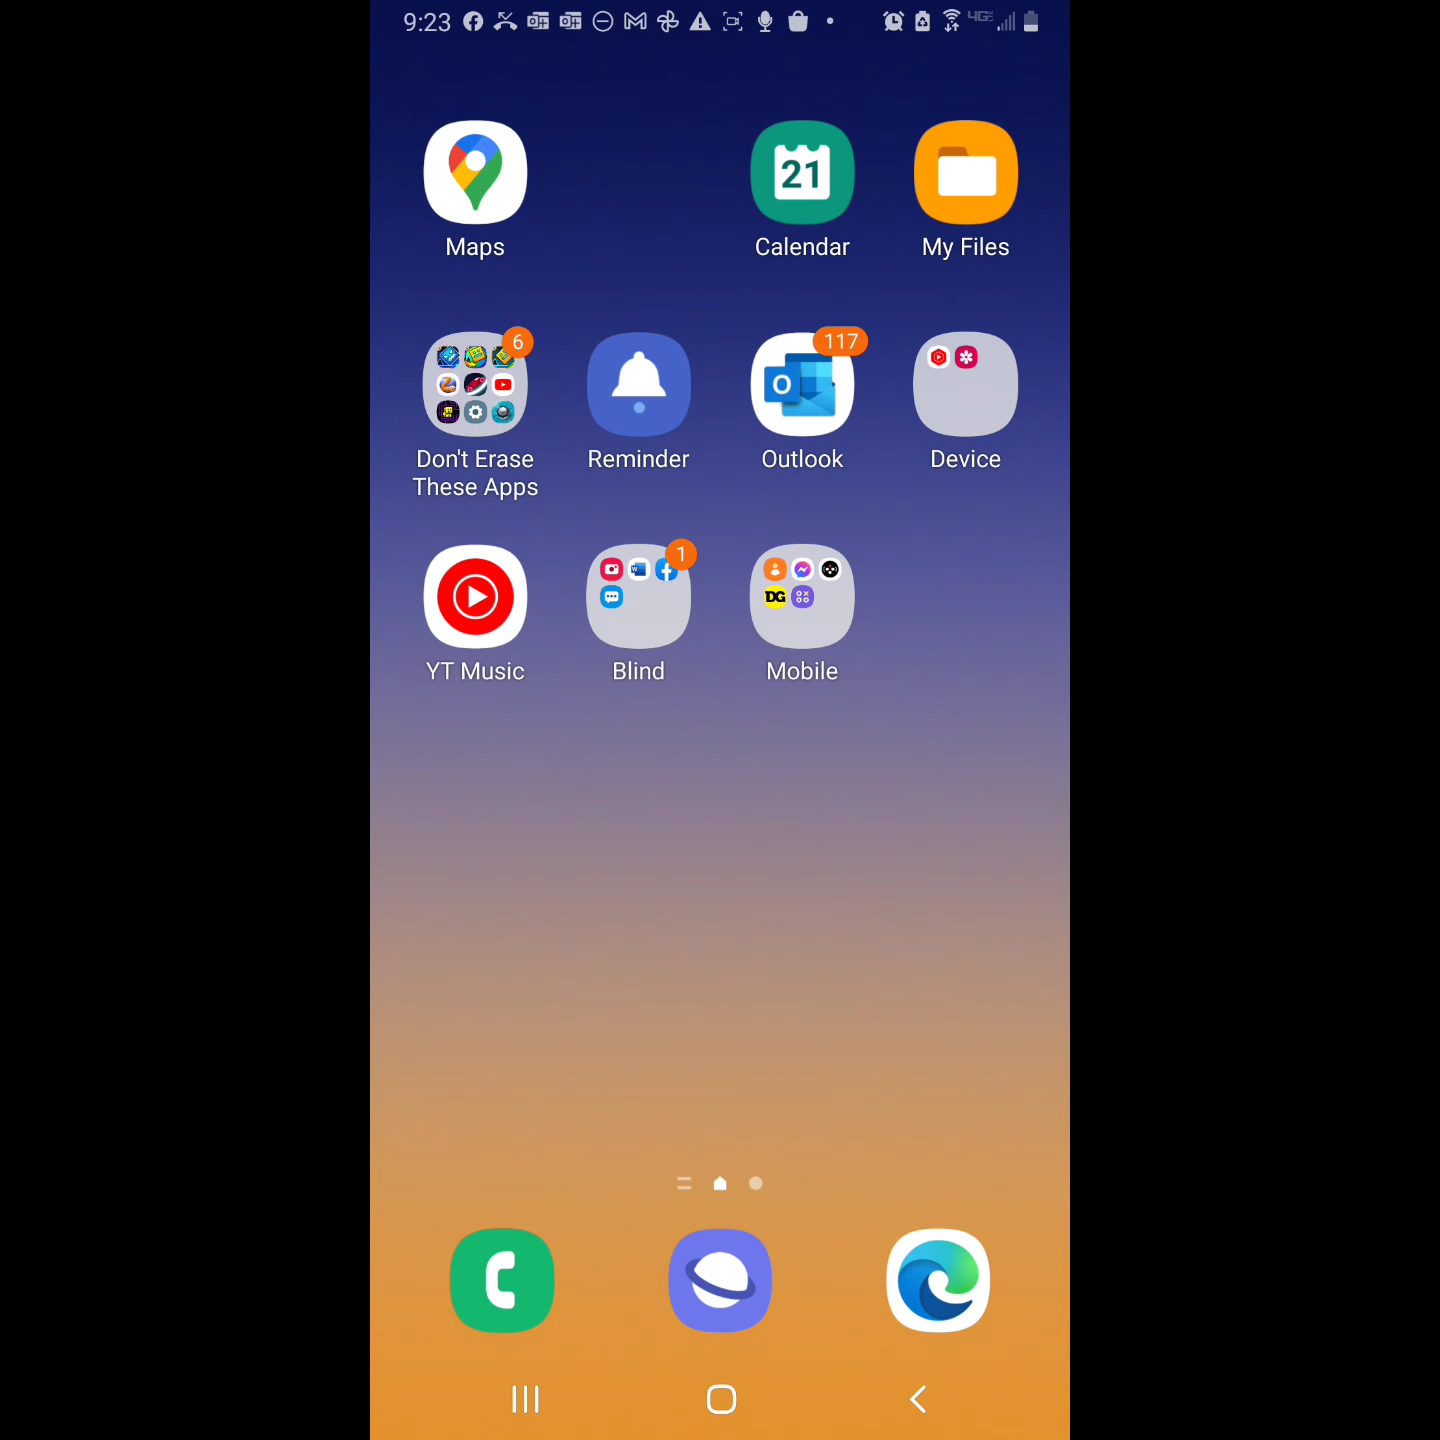 9:23 4G
21
Maps Calendar My Files
6 117
Don't Erase Reminder Outlook Device
These Apps
1
DG
YT Music Blind Mobile